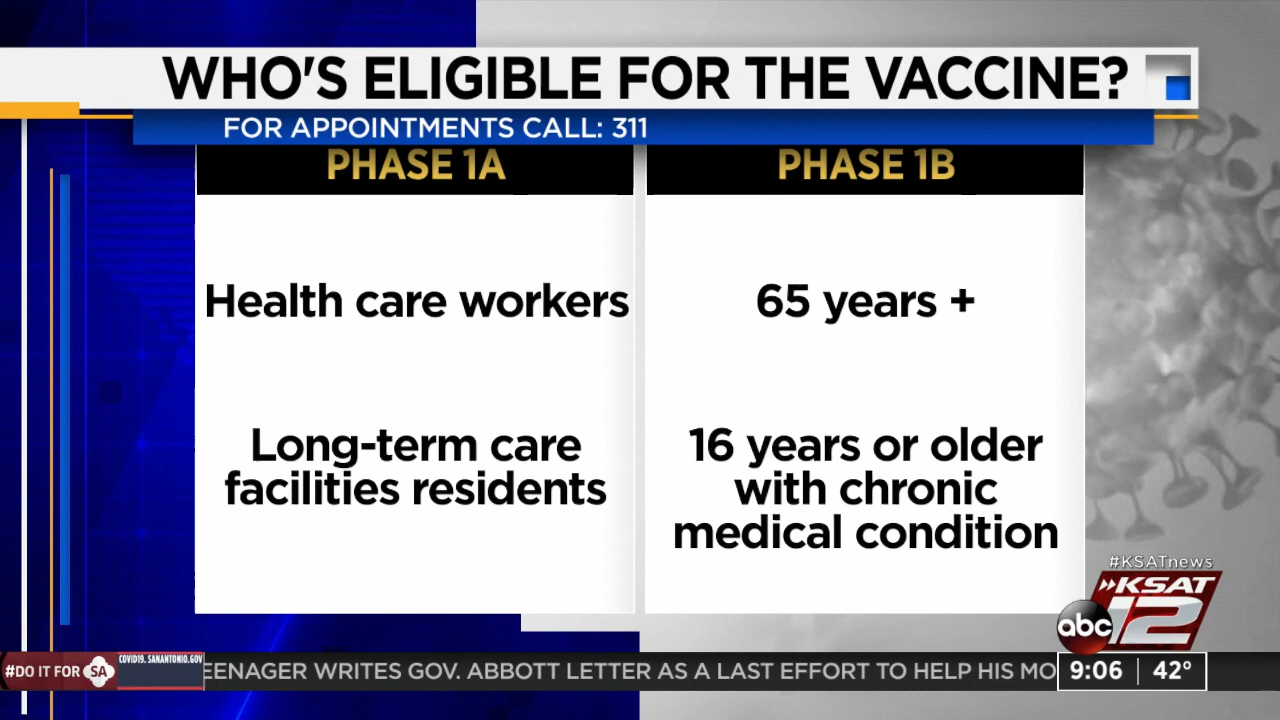 WHO'S ELIGIBLE FOR THE VACCINE?
FOR APPOINTMENTS CALL: 311
PHASE 1A
Health care workers
Long-term care
facilities residents
PHASE 1B
65 years +
16 years or older
with chronic
medical condition
#KSATnews
KSAT
abc 12
#DO IT FOR SA
COVID19.SANANTONIO.GOV
EENAGER WRITES GOV. ABBOTT LETTER AS A LAST EFFORT TO HELP HIS MO
9:06 42°